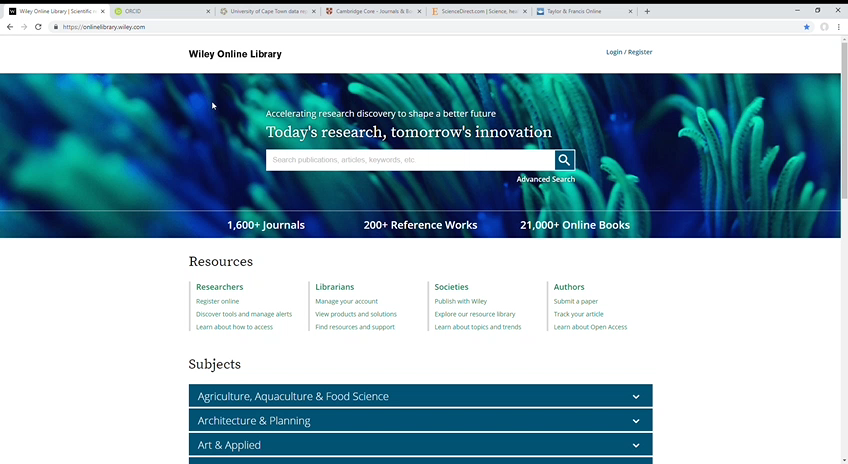 Wiley Online Library | Scientific
ORCID
University of Cape Town data re
Cambridge Core - Journals & Bo
ScienceDirect.com | Science, hea
Taylor & Francis Online
https://onlinelibrary.wiley.com
Wiley Online Library
Login / Register
Accelerating research discovery to shape a better future
Today's research, tomorrow's innovation
Search publications, articles, keywords, etc.
Advanced Search
1,600+ Journals
200+ Reference Works
21,000+ Online Books
Resources
Researchers
Register online
Discover tools and manage alerts
Learn about how to access
Librarians
Manage your account
View products and solutions
Find resources and support
Societies
Publish with Wiley
Explore our resource library
Learn about topics and trends
Authors
Submit a paper
Track your article
Learn about Open Access
Subjects
Agriculture, Aquaculture & Food Science
Architecture & Planning
Art & Applied